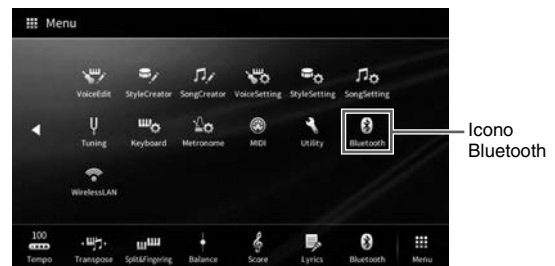 Menu
VoiceEdit StyleCreator SongCreator VoiceSetting StyleSetting SongSetting
Tuning Keyboard Metronome MIDI Utility Bluetooth
WirelessLAN
100
Tempo Transpose Split&Fingering Balance Score Lyrics Bluetooth Menu
Icono
Bluetooth